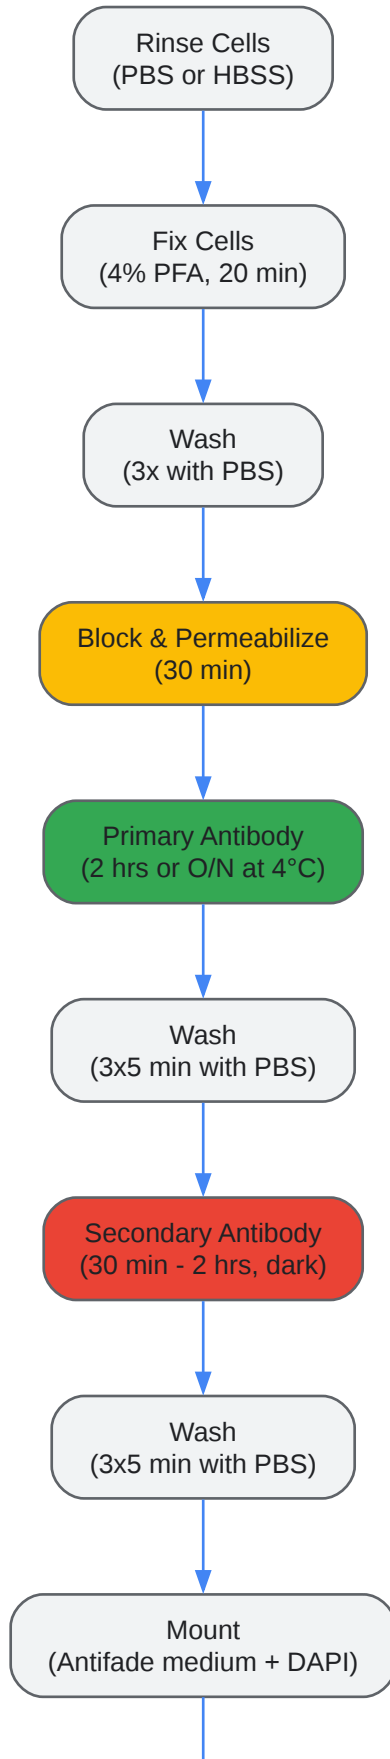 Rinse Cells
(PBS or HBSS)
Fix Cells
(4% PFA, 20 min)
Wash
(3x with PBS)
Block & Permeabilize
(30 min)
Primary Antibody
(2 hrs or O/N at 4°C)
Wash
(3x5 min with PBS)
Secondary Antibody
(30 min - 2 hrs, dark)
Wash
(3x5 min with PBS)
Mount
(Antifade medium + DAPI)